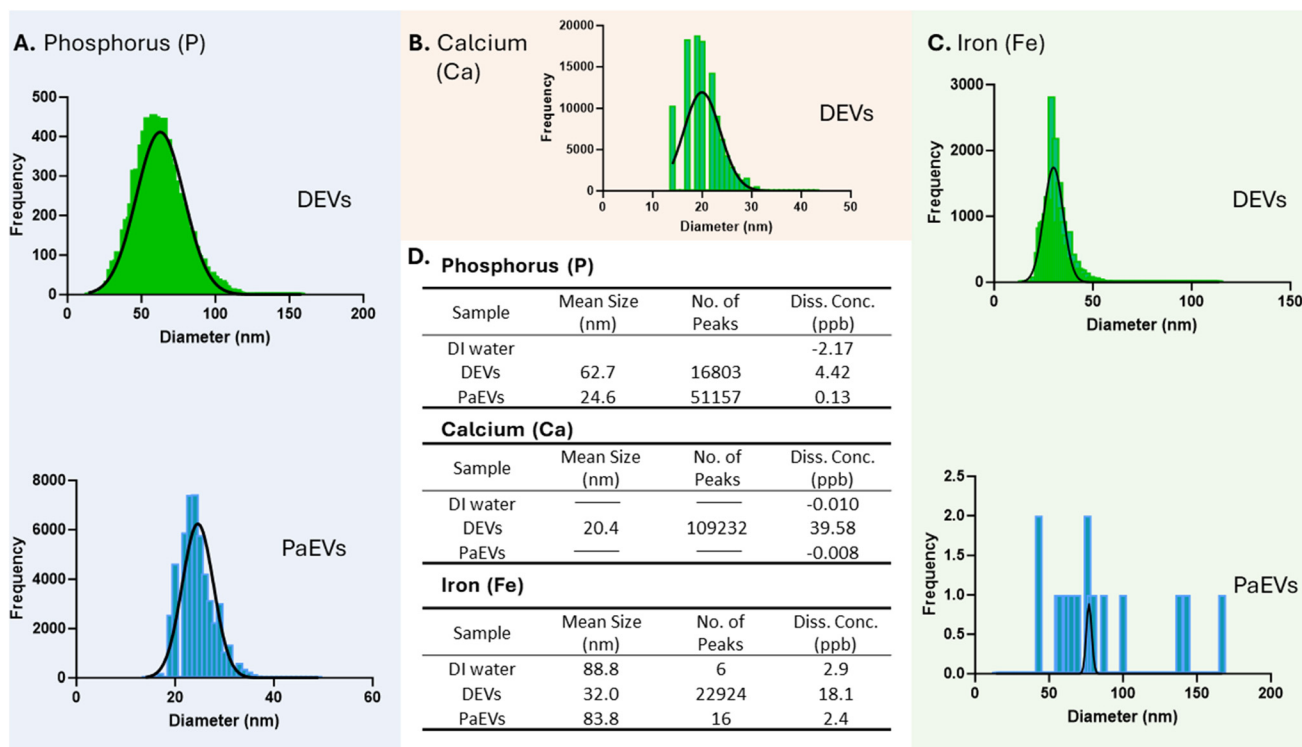 A. Phosphorus (P)
500
400
300
200
100
0
Frequency
0 50 100 150 200
Diameter (nm)
DEVs
8000
6000
4000
2000
0
Frequency
0 20 40 60
Diameter (nm)
PaEVs
B. Calcium
(Ca)
20000
15000
10000
5000
0
Frequency
0 10 20 30 40 50
Diameter (nm)
DEVs
C. Iron (Fe)
3000
2000
1000
0
Frequency
0 50 100 150
Diameter (nm)
DEVs
2.5
2.0
1.5
1.0
0.5
0.0
Frequency
0 50 100 150 200
Diameter (nm)
PaEVs
D. Phosphorus (P)
Sample Mean Size (nm) No. of Peaks Diss. Conc. (ppb)
DI water -2.17
DEVs 62.7 16803 4.42
PaEVs 24.6 51157 0.13
Calcium (Ca)
Sample Mean Size (nm) No. of Peaks Diss. Conc. (ppb)
DI water —— —— -0.010
DEVs 20.4 109232 39.58
PaEVs —— —— -0.008
Iron (Fe)
Sample Mean Size (nm) No. of Peaks Diss. Conc. (ppb)
DI water 88.8 6 2.9
DEVs 32.0 22924 18.1
PaEVs 83.8 16 2.4